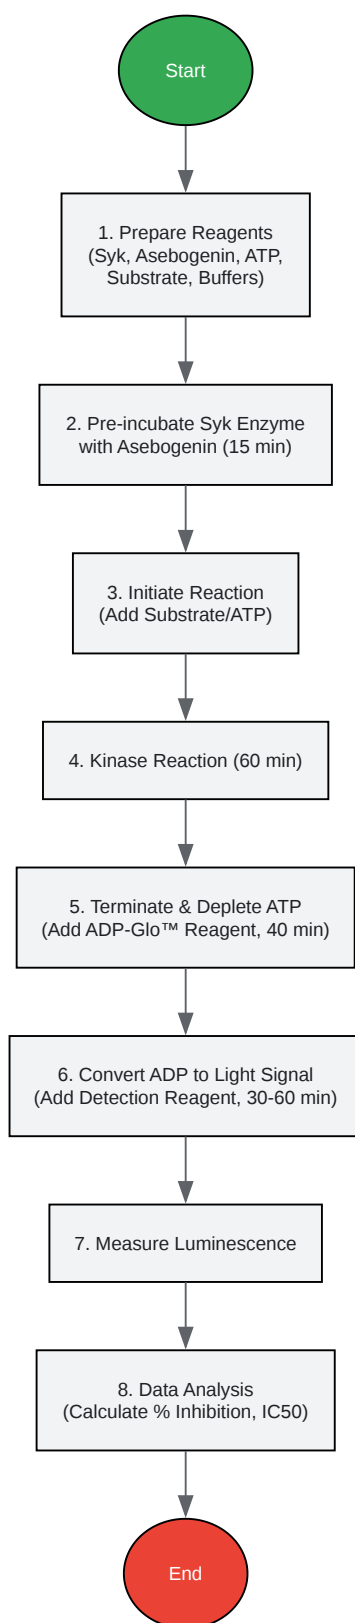 Start
1. Prepare Reagents
(Syk, Asebogenin, ATP,
Substrate, Buffers)
2. Pre-incubate Syk Enzyme
with Asebogenin (15 min)
3. Initiate Reaction
(Add Substrate/ATP)
4. Kinase Reaction (60 min)
5. Terminate & Deplete ATP
(Add ADP-Glo™ Reagent, 40 min)
6. Convert ADP to Light Signal
(Add Detection Reagent, 30-60 min)
7. Measure Luminescence
8. Data Analysis
(Calculate % Inhibition, IC50)
End